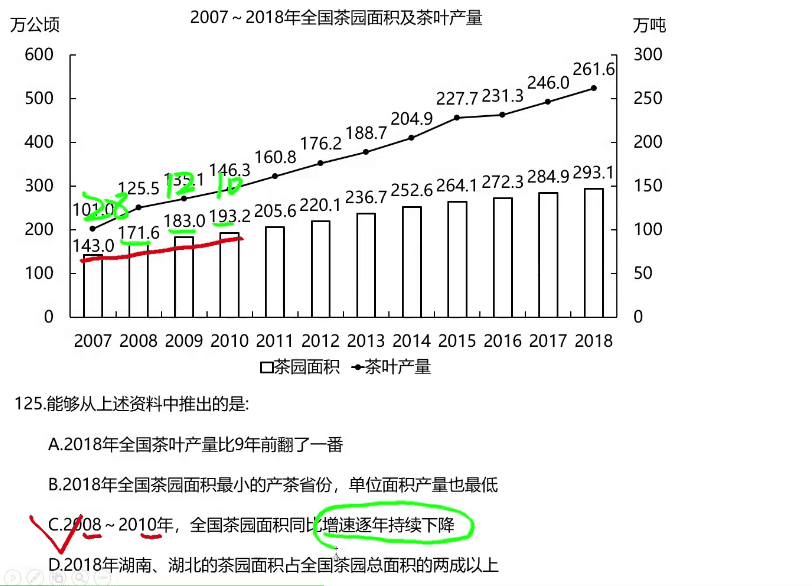 2007～2018年全国茶园面积及茶叶产量
万公顷
万吨
600 300
500 250
400 200
300 150
200 100
100 50
0 0
101.0 125.5 135.1 146.3 160.8 176.2 188.7 204.9 227.7 231.3 246.0 261.6
28 12 10
143.0 171.6 183.0 193.2 205.6 220.1 236.7 252.6 264.1 272.3 284.9 293.1
2007 2008 2009 2010 2011 2012 2013 2014 2015 2016 2017 2018
茶园面积 茶叶产量
125.能够从上述资料中推出的是:
A.2018年全国茶叶产量比9年前翻了一番
B.2018年全国茶园面积最小的产茶省份，单位面积产量也最低
C.2008～2010年，全国茶园面积同比增速逐年持续下降
D.2018年湖南、湖北的茶园面积占全国茶园总面积的两成以上